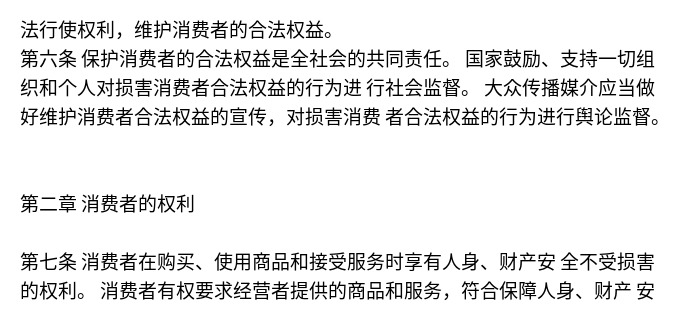 法行使权利，维护消费者的合法权益。
第六条 保护消费者的合法权益是全社会的共同责任。 国家鼓励、支持一切组
织和个人对损害消费者合法权益的行为进 行社会监督。 大众传播媒介应当做
好维护消费者合法权益的宣传，对损害消费 者合法权益的行为进行舆论监督。
第二章 消费者的权利
第七条 消费者在购买、使用商品和接受服务时享有人身、财产安 全不受损害
的权利。 消费者有权要求经营者提供的商品和服务，符合保障人身、财产 安